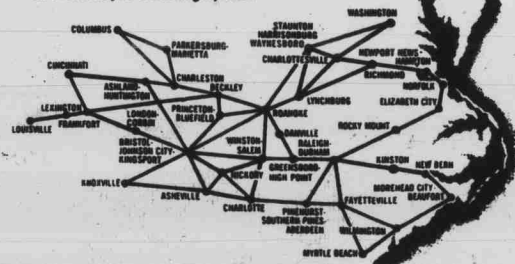 WASHINGTON
COLUMBUS
STAUNTON
HARRISONBURG
WAYNESBORO
PARKERSBURG-
MARIETTA
CHARLOTTESVILLE
NEWPORT NEWS-
HAMPTON
CINCINNATI
CHARLESTON
RICHMOND
ASHLAND-
HUNTINGTON
BECKLEY
NORFOLK
LYNCHBURG
ELIZABETH CITY
PRINCETON-
BLUEFIELD
ROANOKE
LEXINGTON
FRANKFORT
LONDON-
CORBIN
LOUISVILLE
DANVILLE
ROCKY MOUNT
BRISTOL-
JOHNSON CITY-
KINGSPORT
WINSTON
SALEM
RALEIGH-
DURHAM
GREENSBORO-
HIGH POINT
KINSTON
NEW BERN
HICKORY
KNOXVILLE
MOREHEAD CITY-
BEAUFORT
ASHEVILLE
CHARLOTTE
PINEHURST-
SOUTHERN PINES-
ABERDEEN
FAYETTEVILLE
WILMINGTON
MYRTLE BEACH